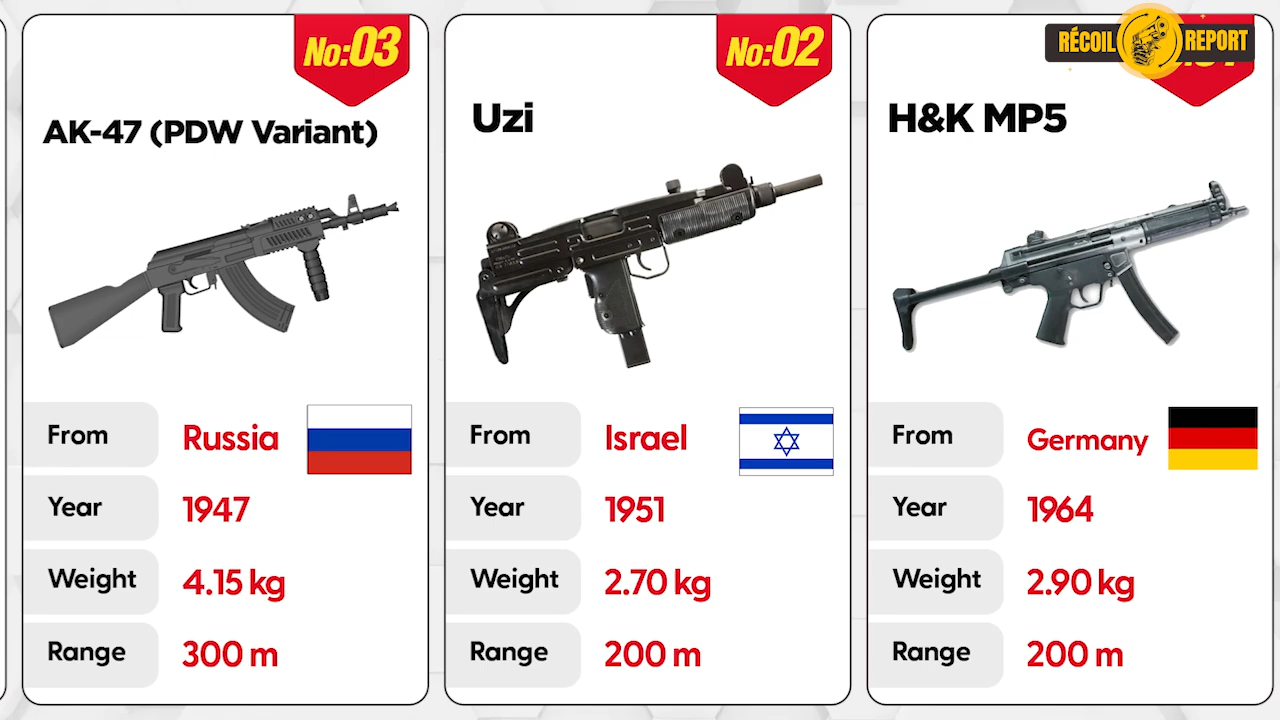 No:03
AK-47 (PDW Variant)
From
Russia
Year
1947
Weight
4.15 kg
Range
300 m
No:02
Uzi
From
Israel
Year
1951
Weight
2.70 kg
Range
200 m
RÉCOIL REPORT
H&K MP5
From
Germany
Year
1964
Weight
2.90 kg
Range
200 m